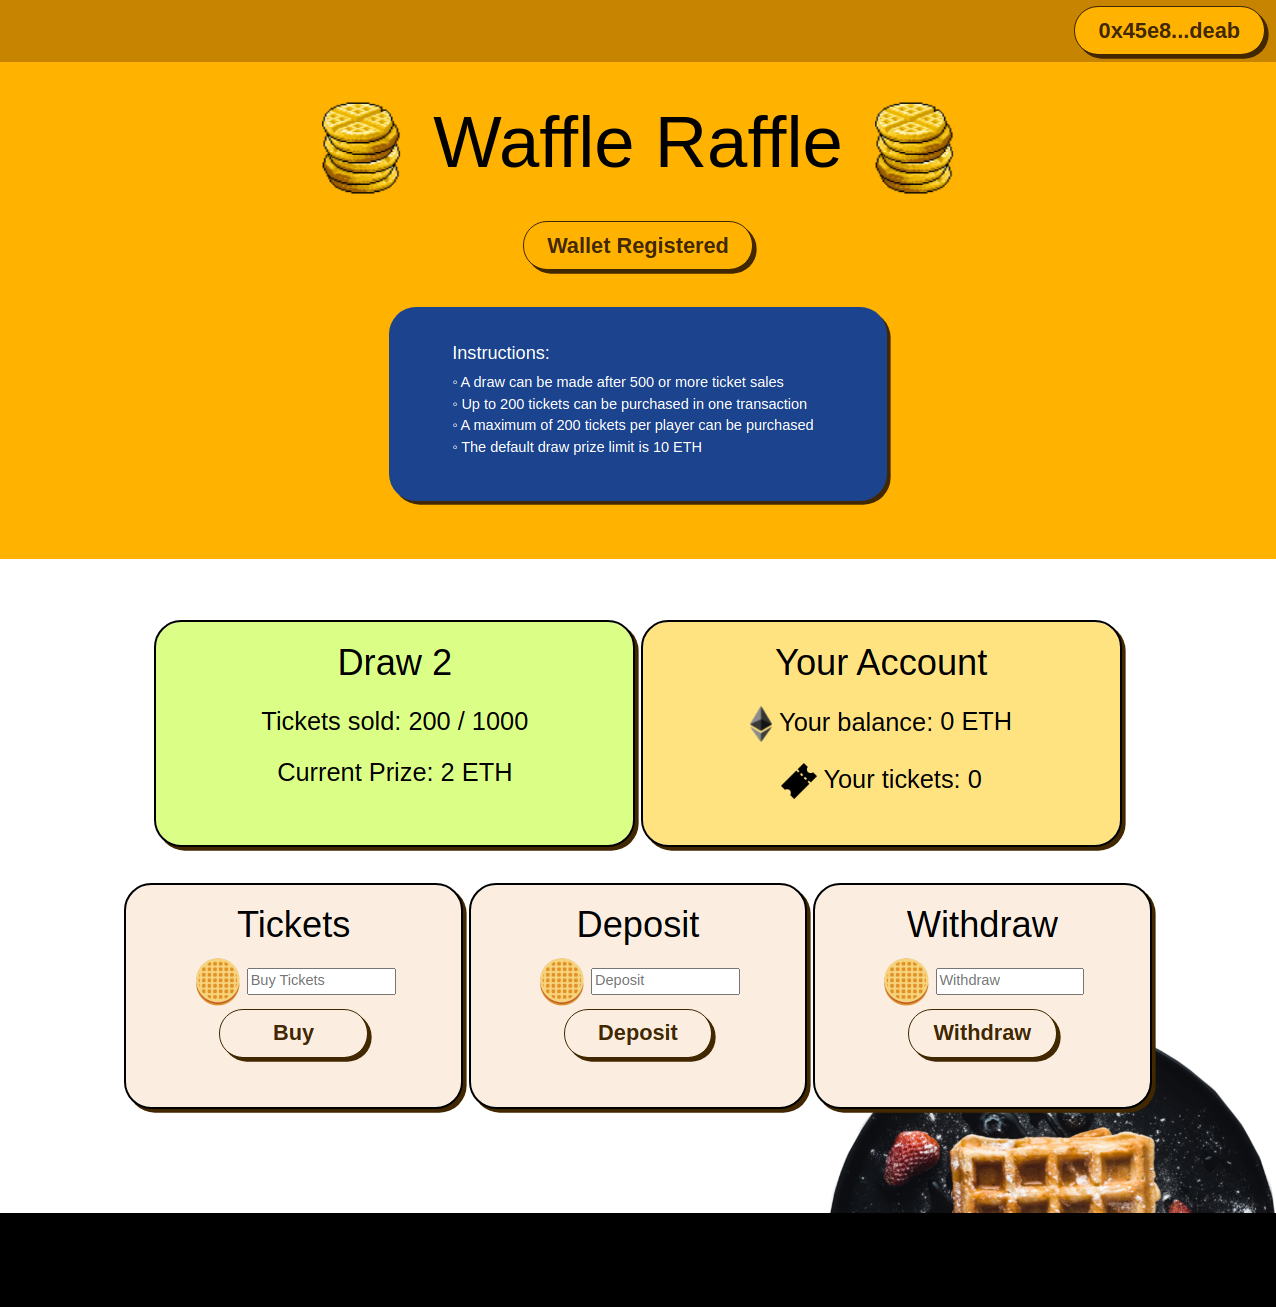 0x45e8...deab
Waffle Raffle
Wallet Registered
Instructions:
◦ A draw can be made after 500 or more ticket sales
◦ Up to 200 tickets can be purchased in one transaction
◦ A maximum of 200 tickets per player can be purchased
◦ The default draw prize limit is 10 ETH
Draw 2
Tickets sold: 200 / 1000
Current Prize: 2 ETH
Your Account
Your balance: 0 ETH
Your tickets: 0
Tickets
Buy Tickets
Buy
Deposit
Deposit
Deposit
Withdraw
Withdraw
Withdraw